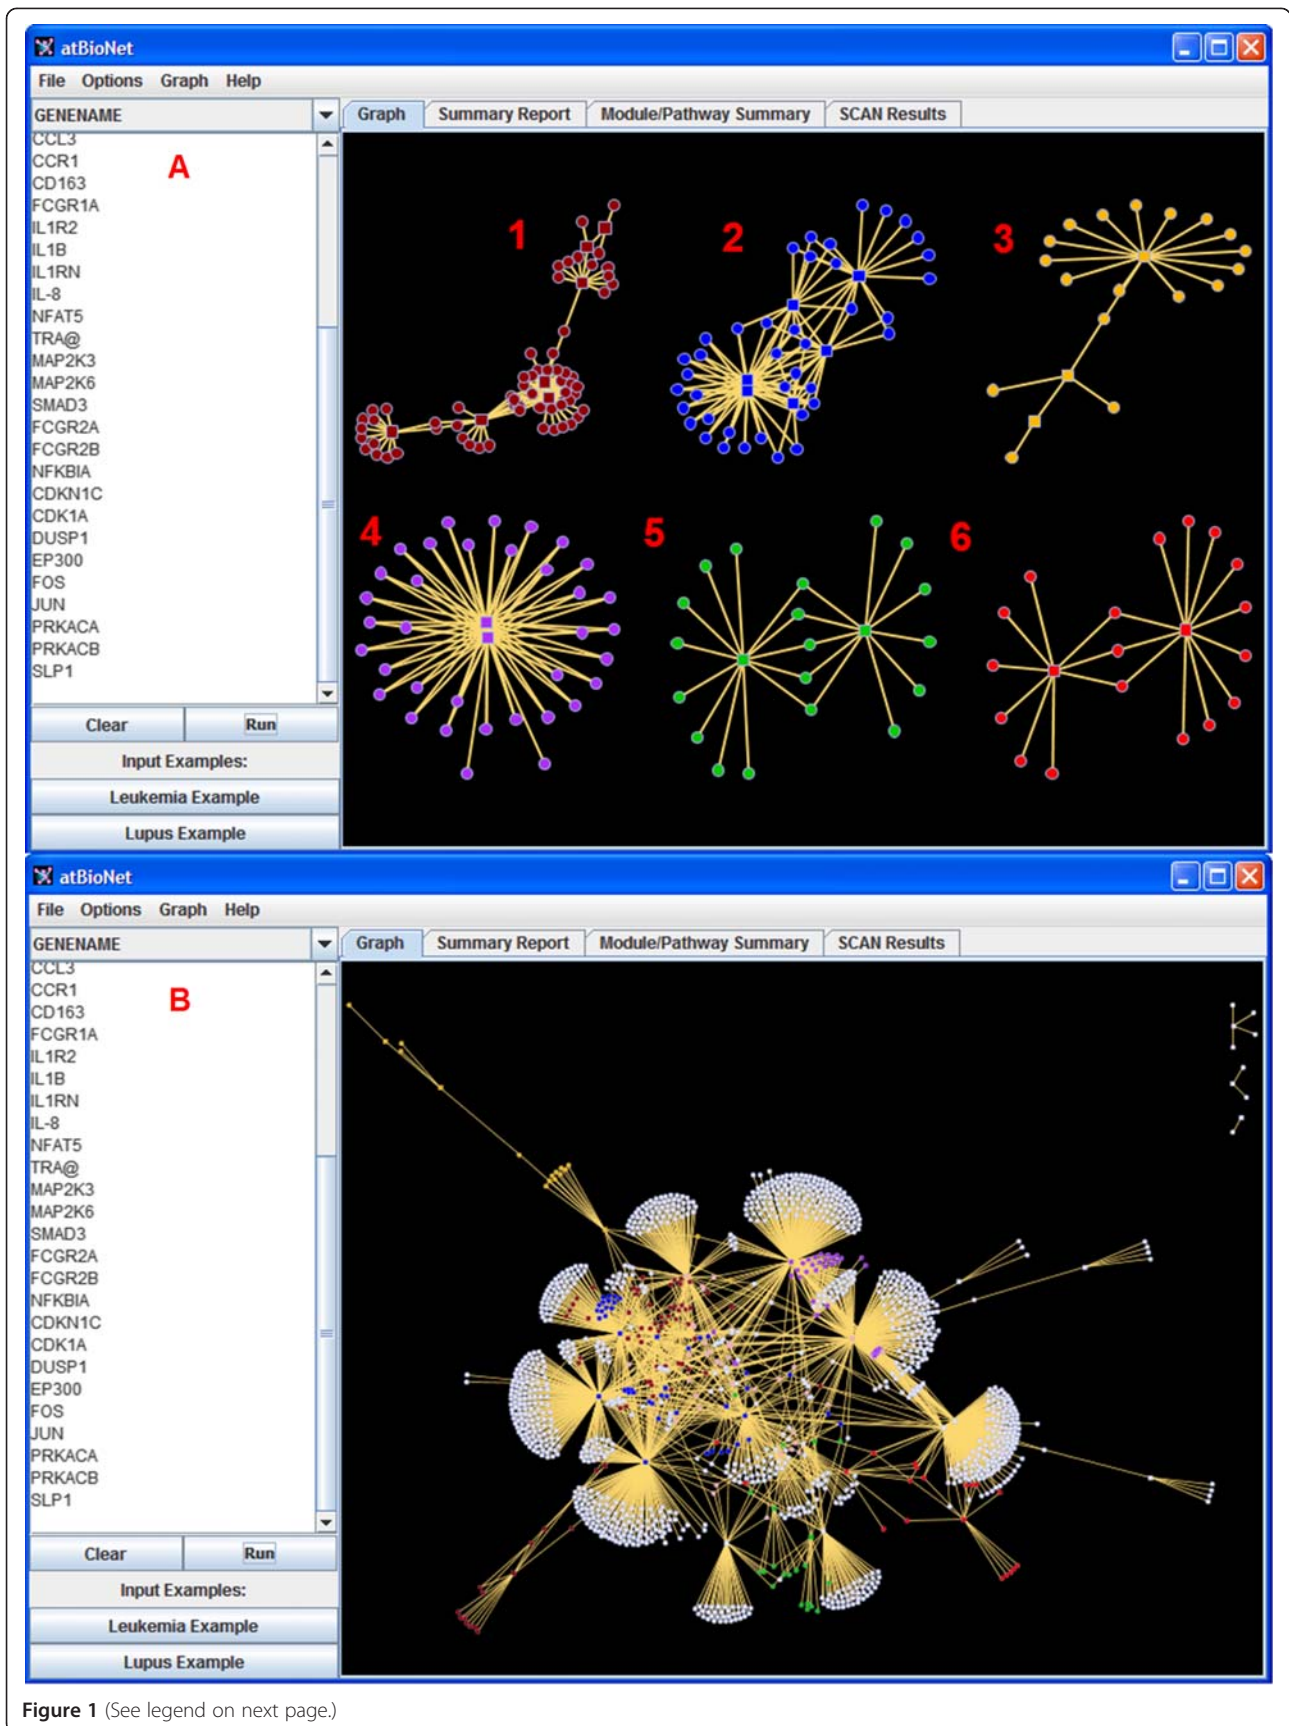 atBioNet
File Options Graph Help
GENENAME
Graph Summary Report Module/Pathway Summary SCAN Results
CCL3
CCR1
CD163
FCGR1A
IL1R2
IL1B
IL1RN
IL-8
NFAT5
TRA@
MAP2K3
MAP2K6
SMAD3
FCGR2A
FCGR2B
NFKBIA
CDKN1C
CDK1A
DUSP1
EP300
FOS
JUN
PRKACA
PRKACB
SLP1
A
1 2 3
4 5 6
Clear Run
Input Examples:
Leukemia Example
Lupus Example
atBioNet
File Options Graph Help
GENENAME
Graph Summary Report Module/Pathway Summary SCAN Results
CCL3
CCR1
CD163
FCGR1A
IL1R2
IL1B
IL1RN
IL-8
NFAT5
TRA@
MAP2K3
MAP2K6
SMAD3
FCGR2A
FCGR2B
NFKBIA
CDKN1C
CDK1A
DUSP1
EP300
FOS
JUN
PRKACA
PRKACB
SLP1
B
Clear Run
Input Examples:
Leukemia Example
Lupus Example
Figure 1 (See legend on next page.)